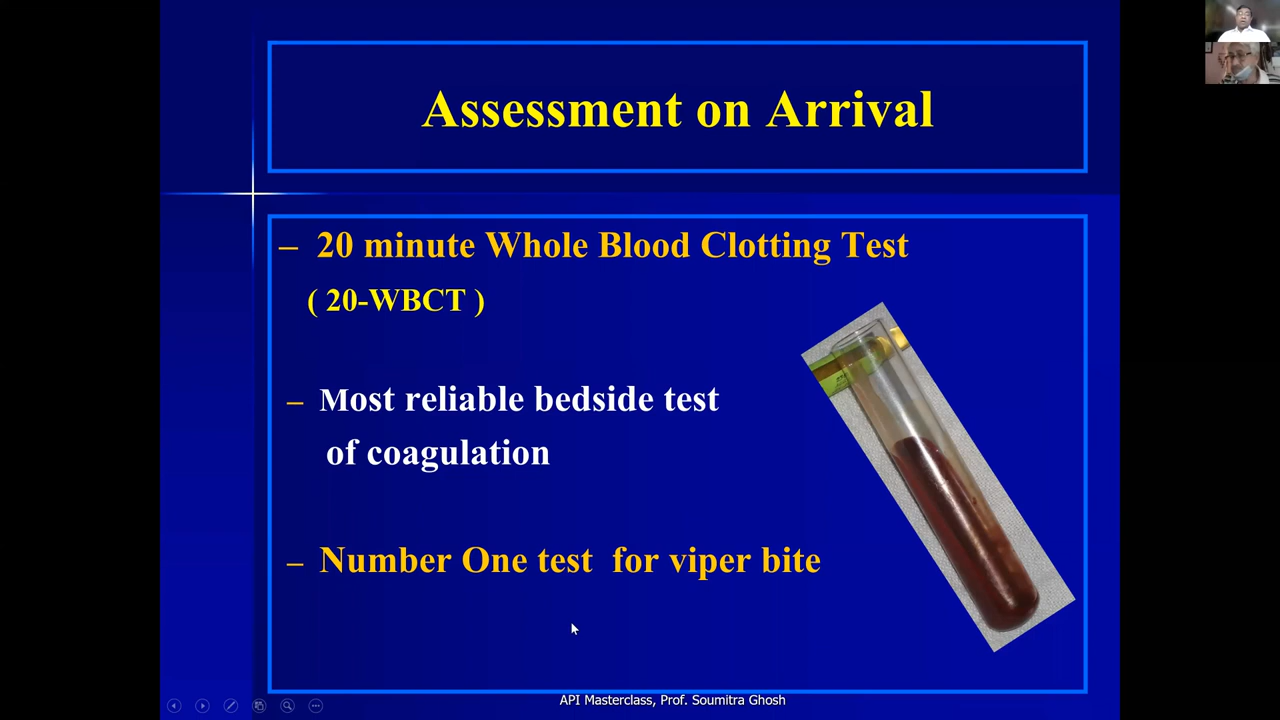 Assessment on Arrival
– 20 minute Whole Blood Clotting Test
( 20-WBCT )
– Most reliable bedside test
of coagulation
– Number One test for viper bite
API Masterclass, Prof. Soumitra Ghosh